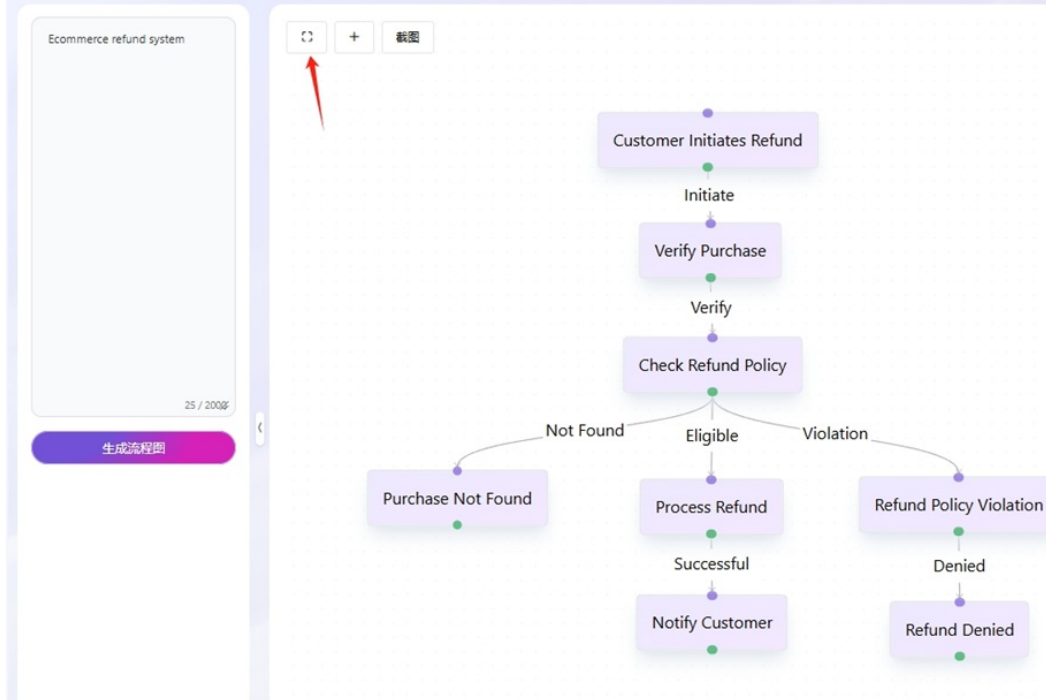 Ecommerce refund system
25 / 2000
生成流程图
+
截图
Customer Initiates Refund
Initiate
Verify Purchase
Verify
Check Refund Policy
Not Found
Eligible
Violation
Purchase Not Found
Process Refund
Refund Policy Violation
Successful
Denied
Notify Customer
Refund Denied